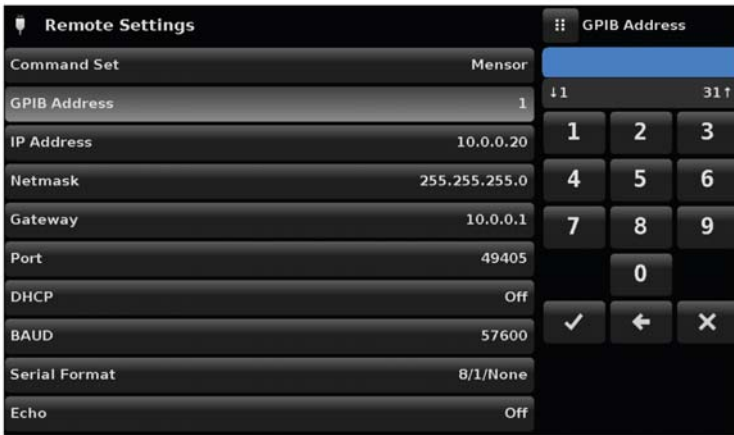 Remote Settings
Command Set Mensor
GPIB Address 1
IP Address 10.0.0.20
Netmask 255.255.255.0
Gateway 10.0.0.1
Port 49405
DHCP Off
BAUD 57600
Serial Format 8/1/None
Echo Off
GPIB Address
↓1 31↑
1 2 3
4 5 6
7 8 9
0